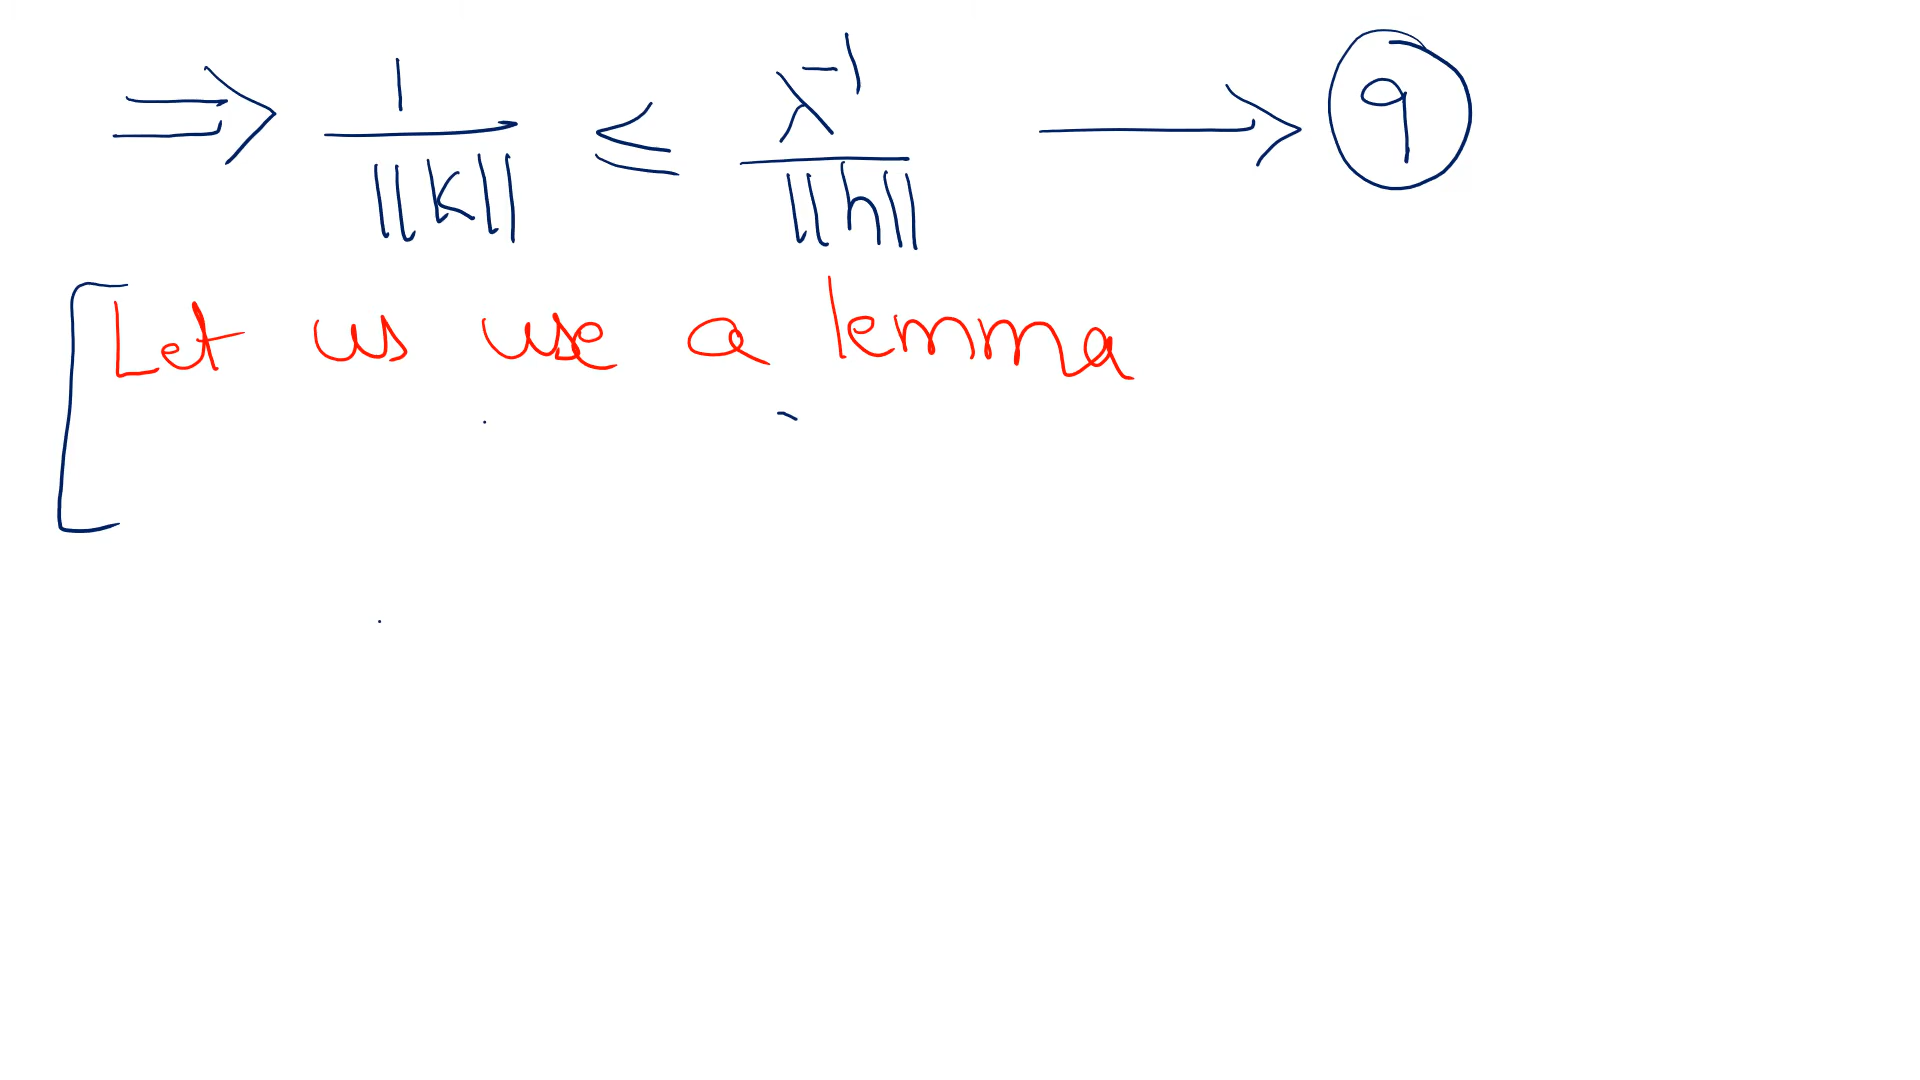 ⇒ 1/||k|| ≤ λ⁻¹/||h|| → 9
Let us use a lemma